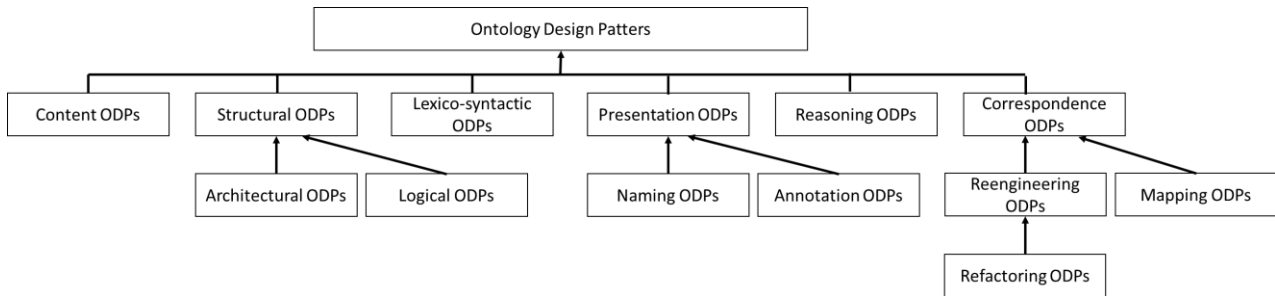 Ontology Design Patters
Content ODPs
Structural ODPs
Lexico-syntactic
ODPs
Presentation ODPs
Reasoning ODPs
Correspondence
ODPs
Architectural ODPs
Logical ODPs
Naming ODPs
Annotation ODPs
Reengineering
ODPs
Mapping ODPs
Refactoring ODPs